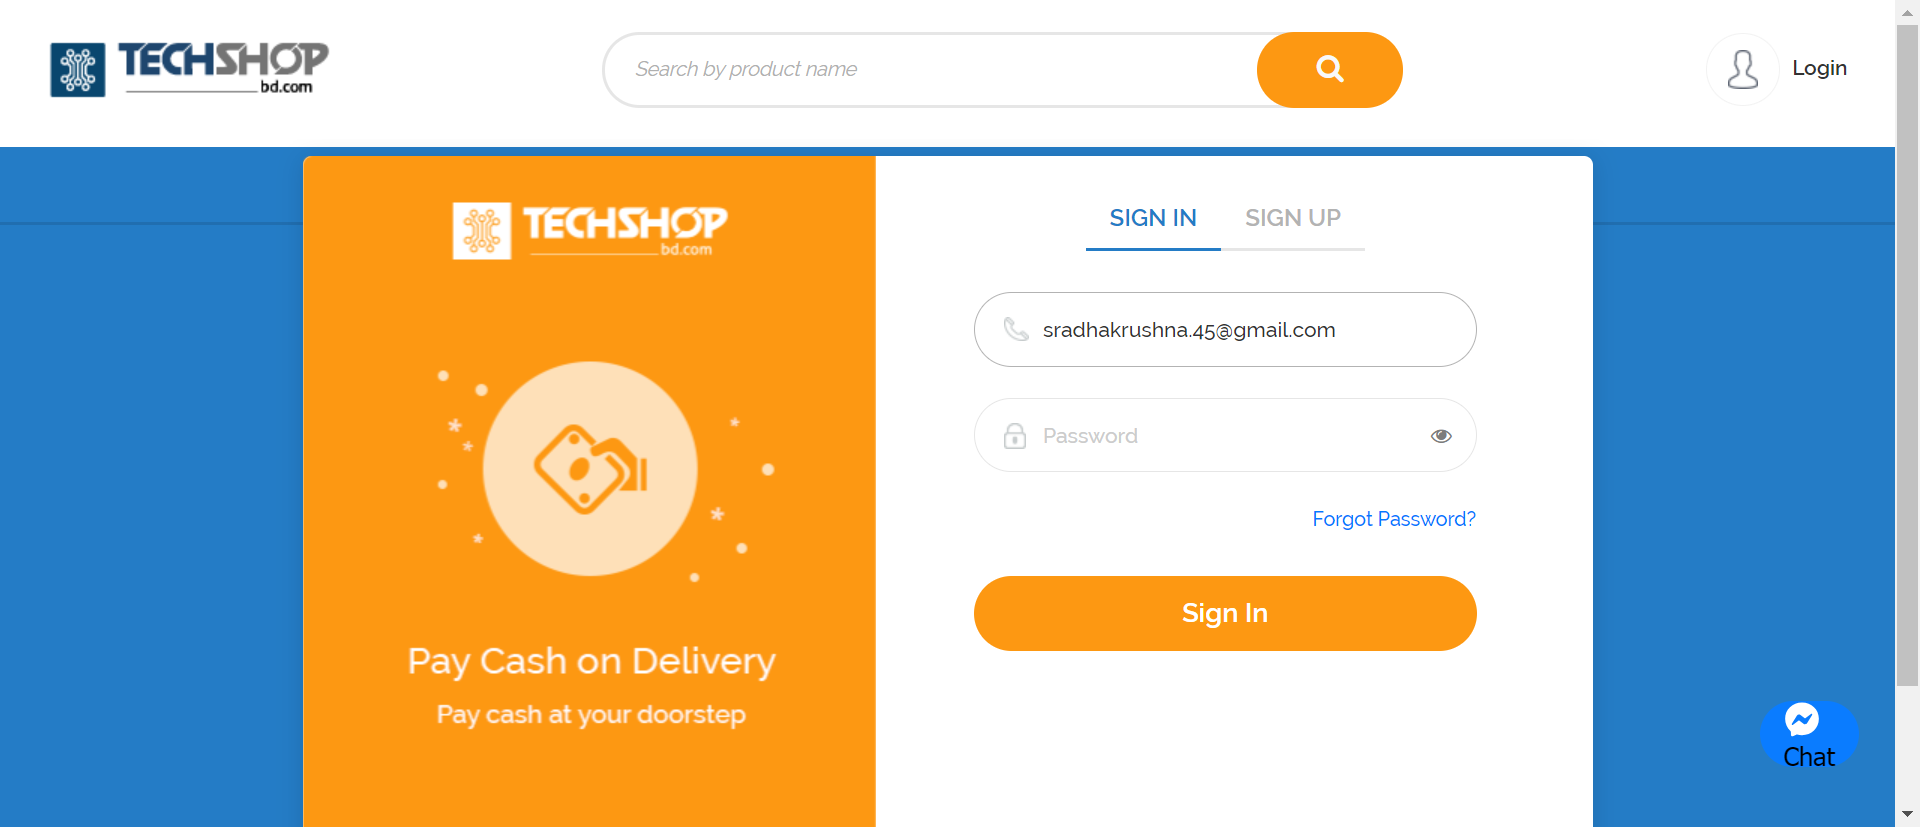 TECHSHOP
bd.com
Search by product name
Login
TECHSHOP
bd.com
Pay Cash on Delivery
Pay cash at your doorstep
SIGN IN SIGN UP
sradhakrushna.45@gmail.com
Password
Forgot Password?
Sign In
Chat